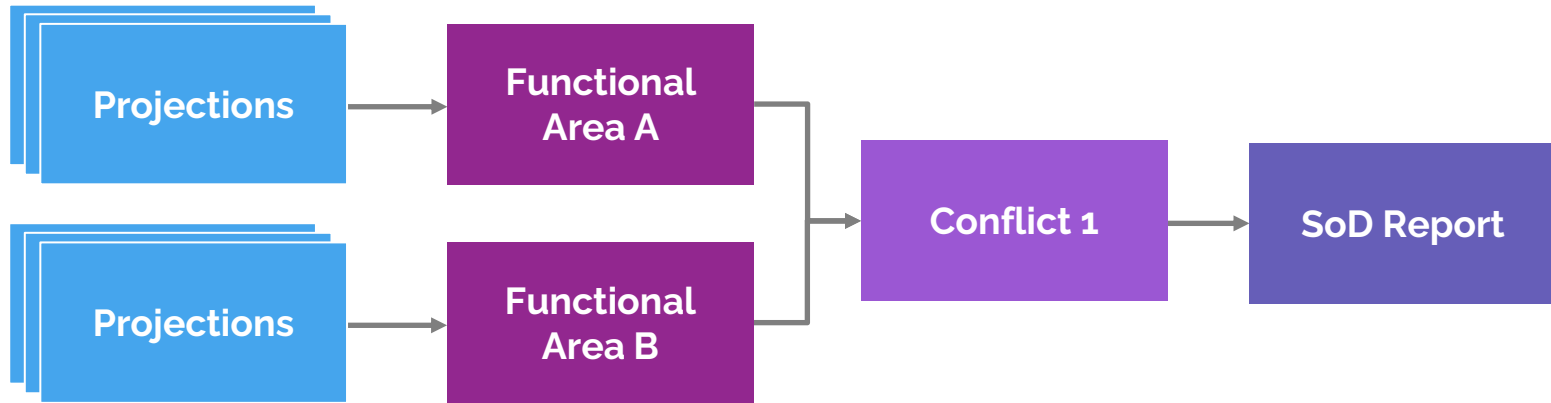 Projections
Functional
Area A
Projections
Functional
Area B
Conflict 1
SoD Report